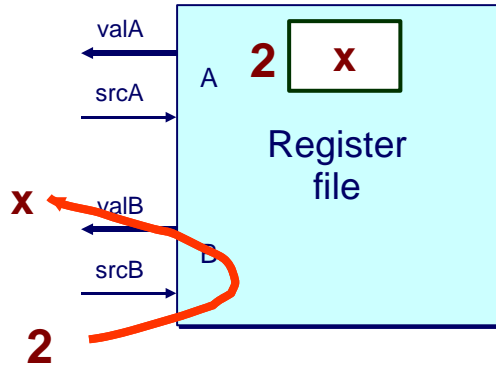 valA
srcA
A
2
x
Register
file
x
valB
B
srcB
2